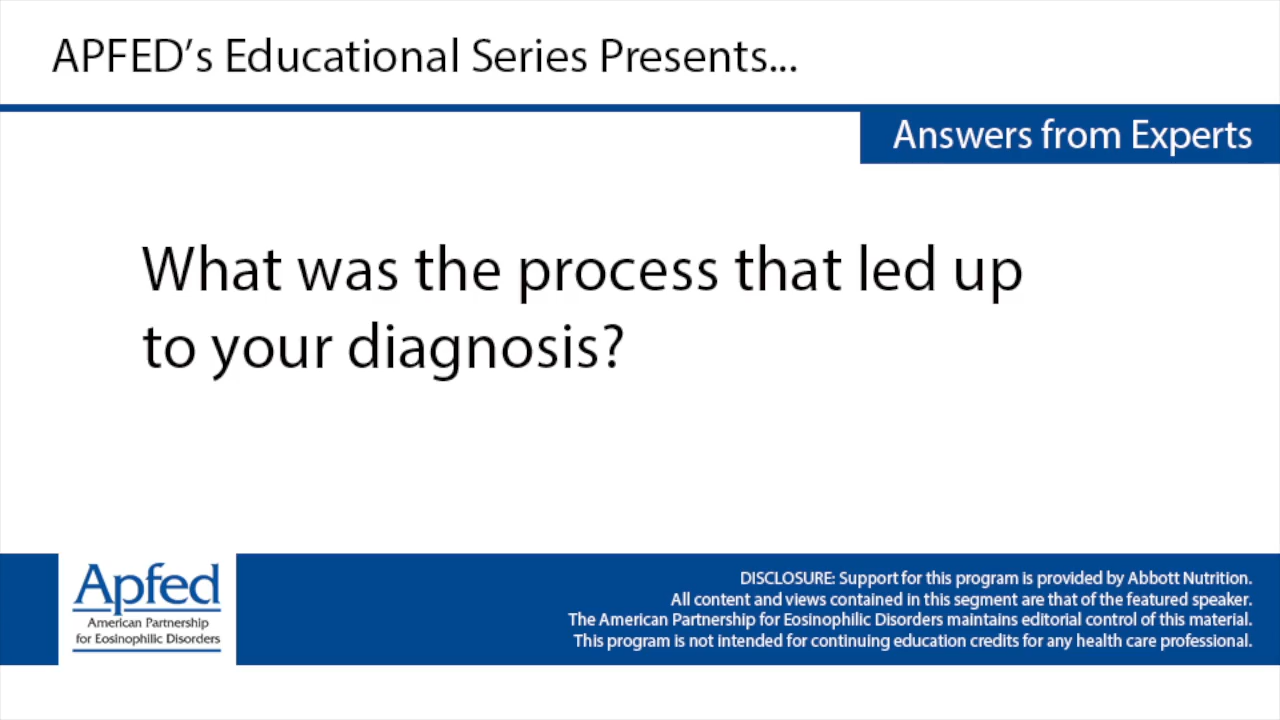 APFED’s Educational Series Presents...
Answers from Experts
What was the process that led up
to your diagnosis?
Apfed
American Partnership
for Eosinophilic Disorders
DISCLOSURE: Support for this program is provided by Abbott Nutrition.
All content and views contained in this segment are that of the featured speaker.
The American Partnership for Eosinophilic Disorders maintains editorial control of this material.
This program is not intended for continuing education credits for any health care professional.